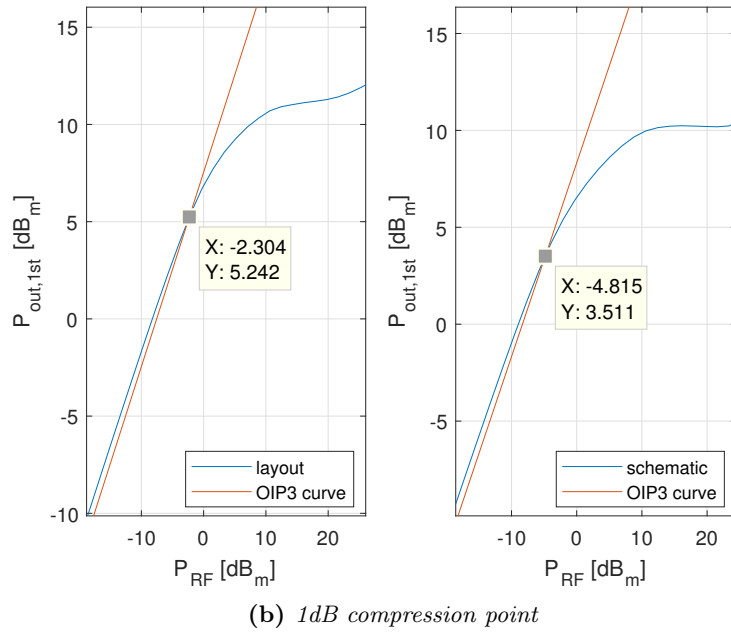 15
10
5
0
-5
-10
-10 0 10 20
P_RF [dB_m]
P_out,1st [dB_m]
X: -2.304
Y: 5.242
layout
OIP3 curve
15
10
5
0
-5
-10 0 10 20
P_RF [dB_m]
P_out,1st [dB_m]
X: -4.815
Y: 3.511
schematic
OIP3 curve
(b) 1dB compression point